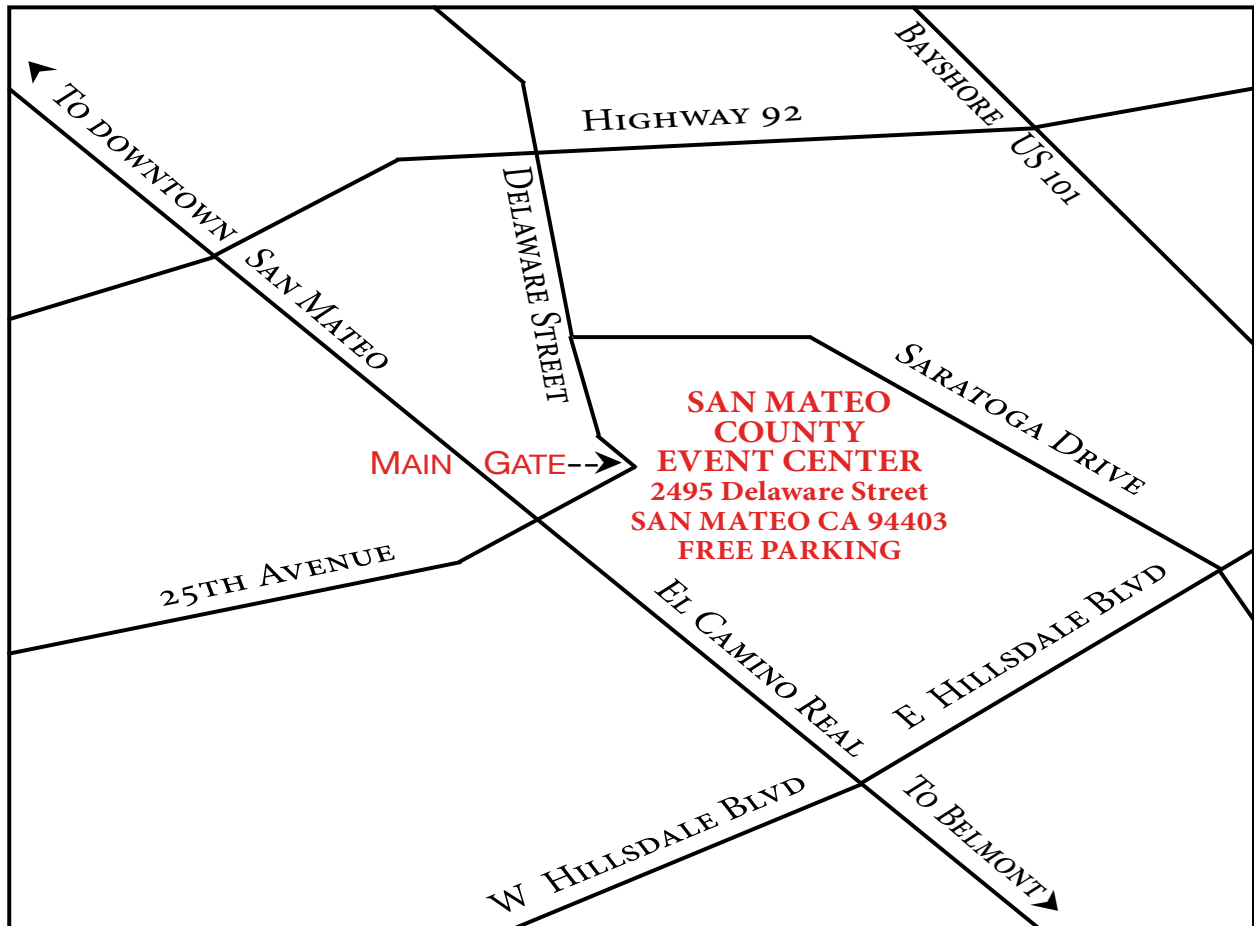 BAYSHORE US 101
TO DOWNTOWN SAN MATEO
HIGHWAY 92
DELAWARE STREET
SARATOGA DRIVE
SAN MATEO
COUNTY
EVENT CENTER
2495 Delaware Street
SAN MATEO CA 94403
FREE PARKING
MAIN GATE
25TH AVENUE
EL CAMINO REAL
E HILLSDALE BLVD
W HILLSDALE BLVD
TO BELMONT